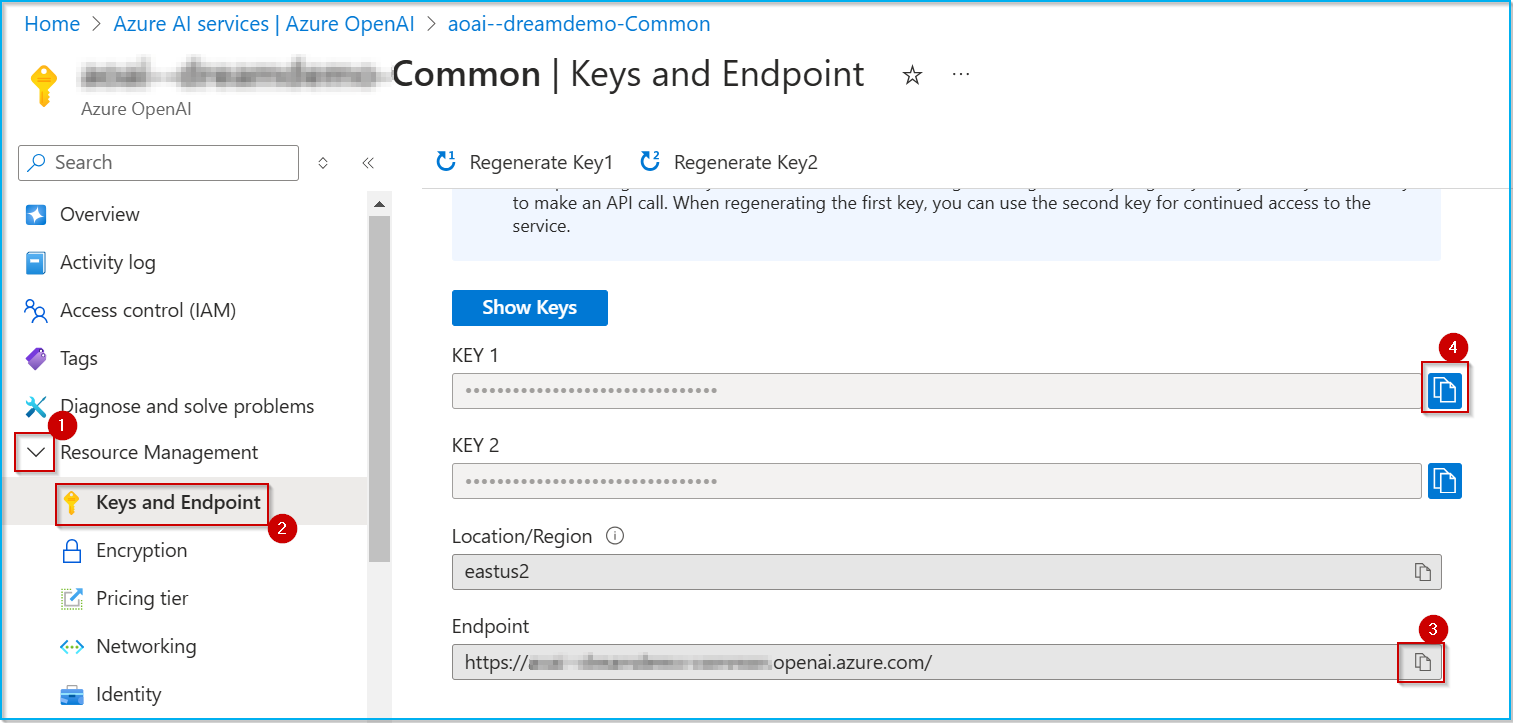 Home > Azure AI services | Azure OpenAI > aoai--dreamdemo-Common
Common | Keys and Endpoint
Azure OpenAI
Search
Regenerate Key1
Regenerate Key2
to make an API call. When regenerating the first key, you can use the second key for continued access to the
service.
Overview
Activity log
Access control (IAM)
Tags
Diagnose and solve problems
1
Resource Management
Keys and Endpoint
2
Encryption
Pricing tier
Networking
Identity
Show Keys
KEY 1
4
KEY 2
Location/Region
eastus2
Endpoint
3
https:// .openai.azure.com/